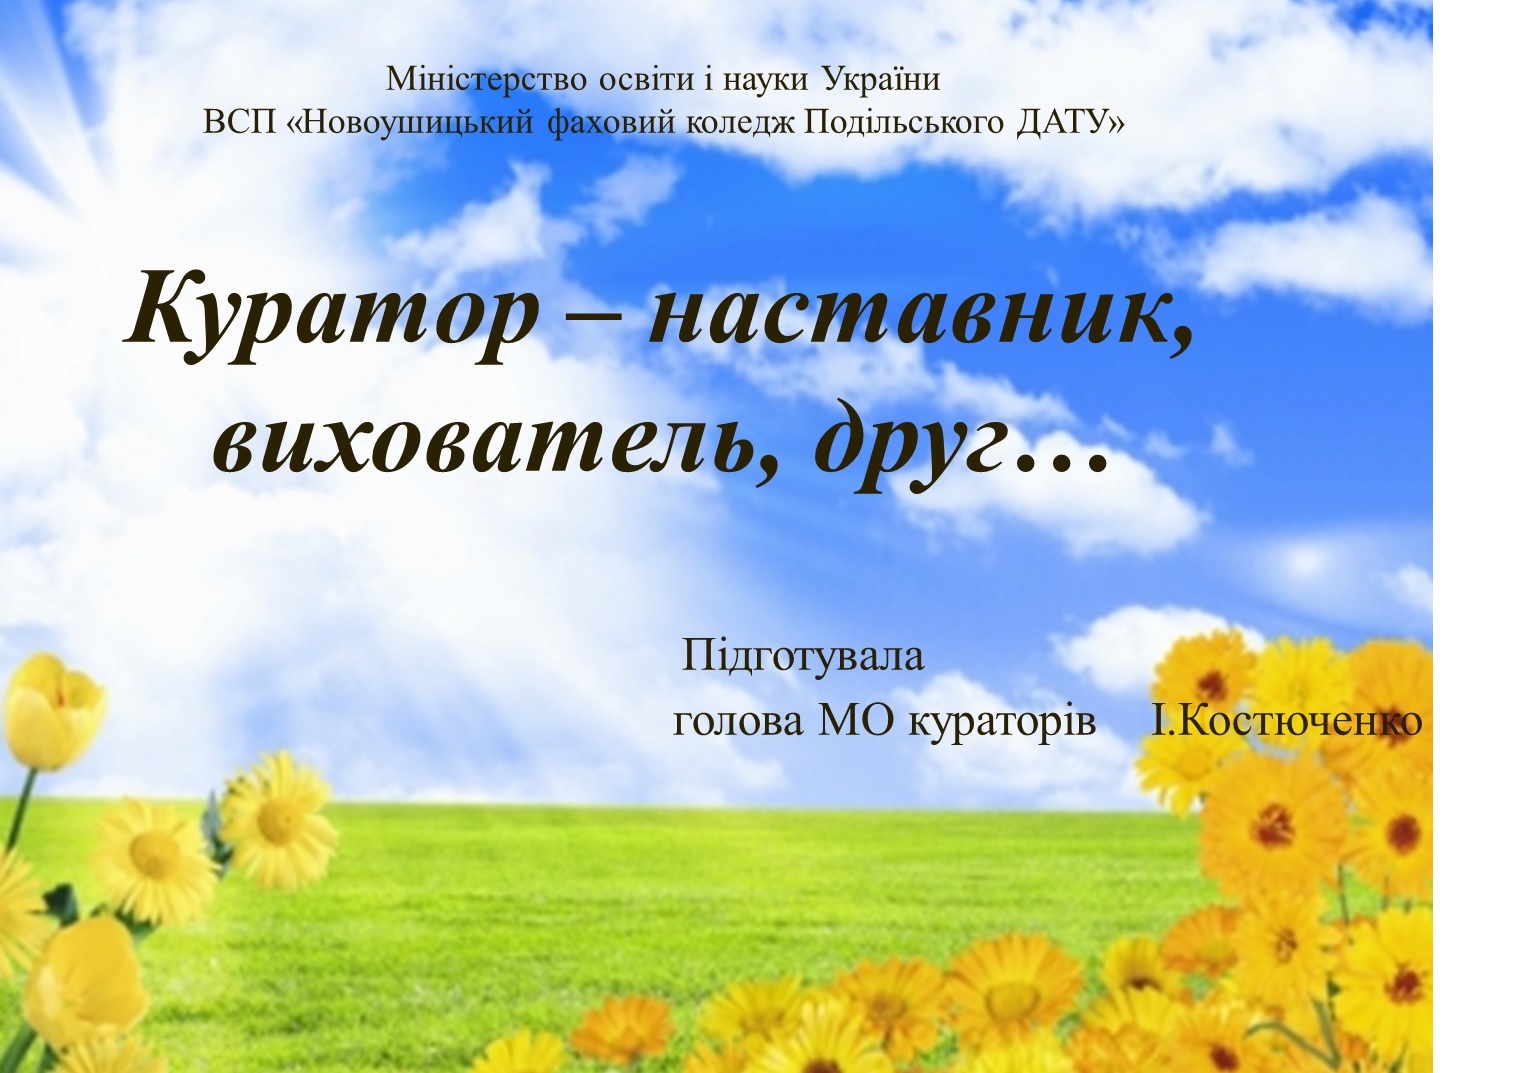 Міністерство освіти і науки України
ВСП «Новоушицький фаховий коледж Подільського ДАТУ»
Куратор – наставник,
вихователь, друг…
Підготувала
голова МО кураторів І.Костюченко